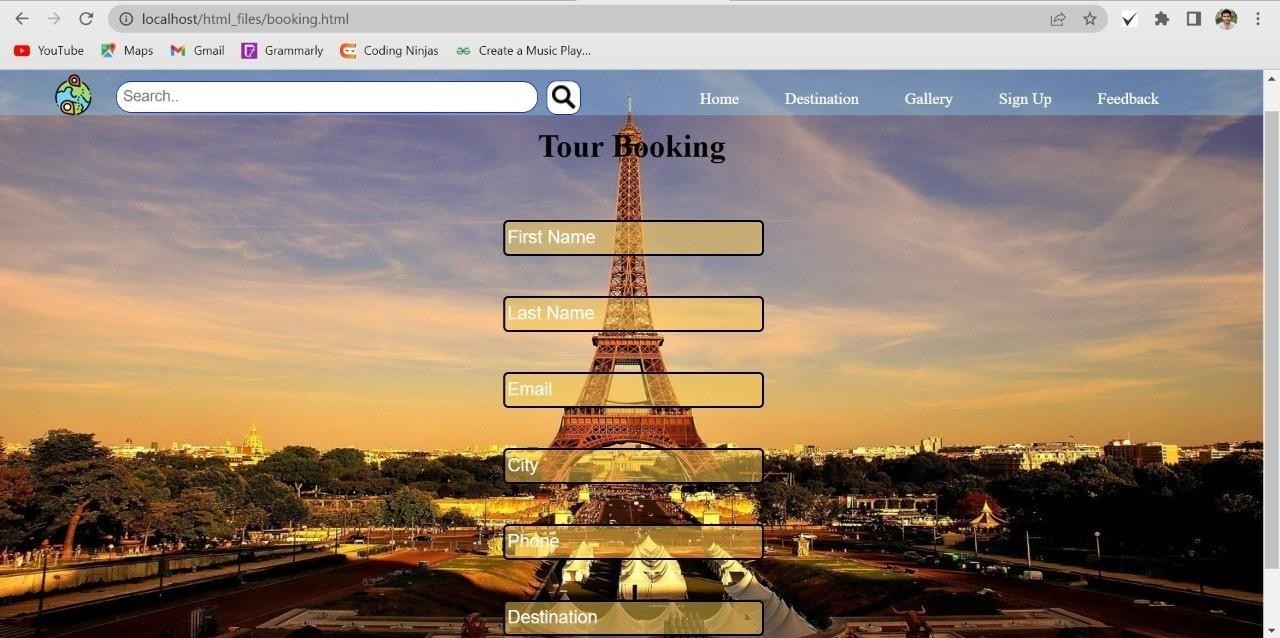 localhost/html_files/booking.html
YouTube Maps Gmail Grammarly Coding Ninjas Create a Music Play...
Search.. Home Destination Gallery Sign Up Feedback
Tour Booking
First Name
Last Name
Email
City
Phone
Destination